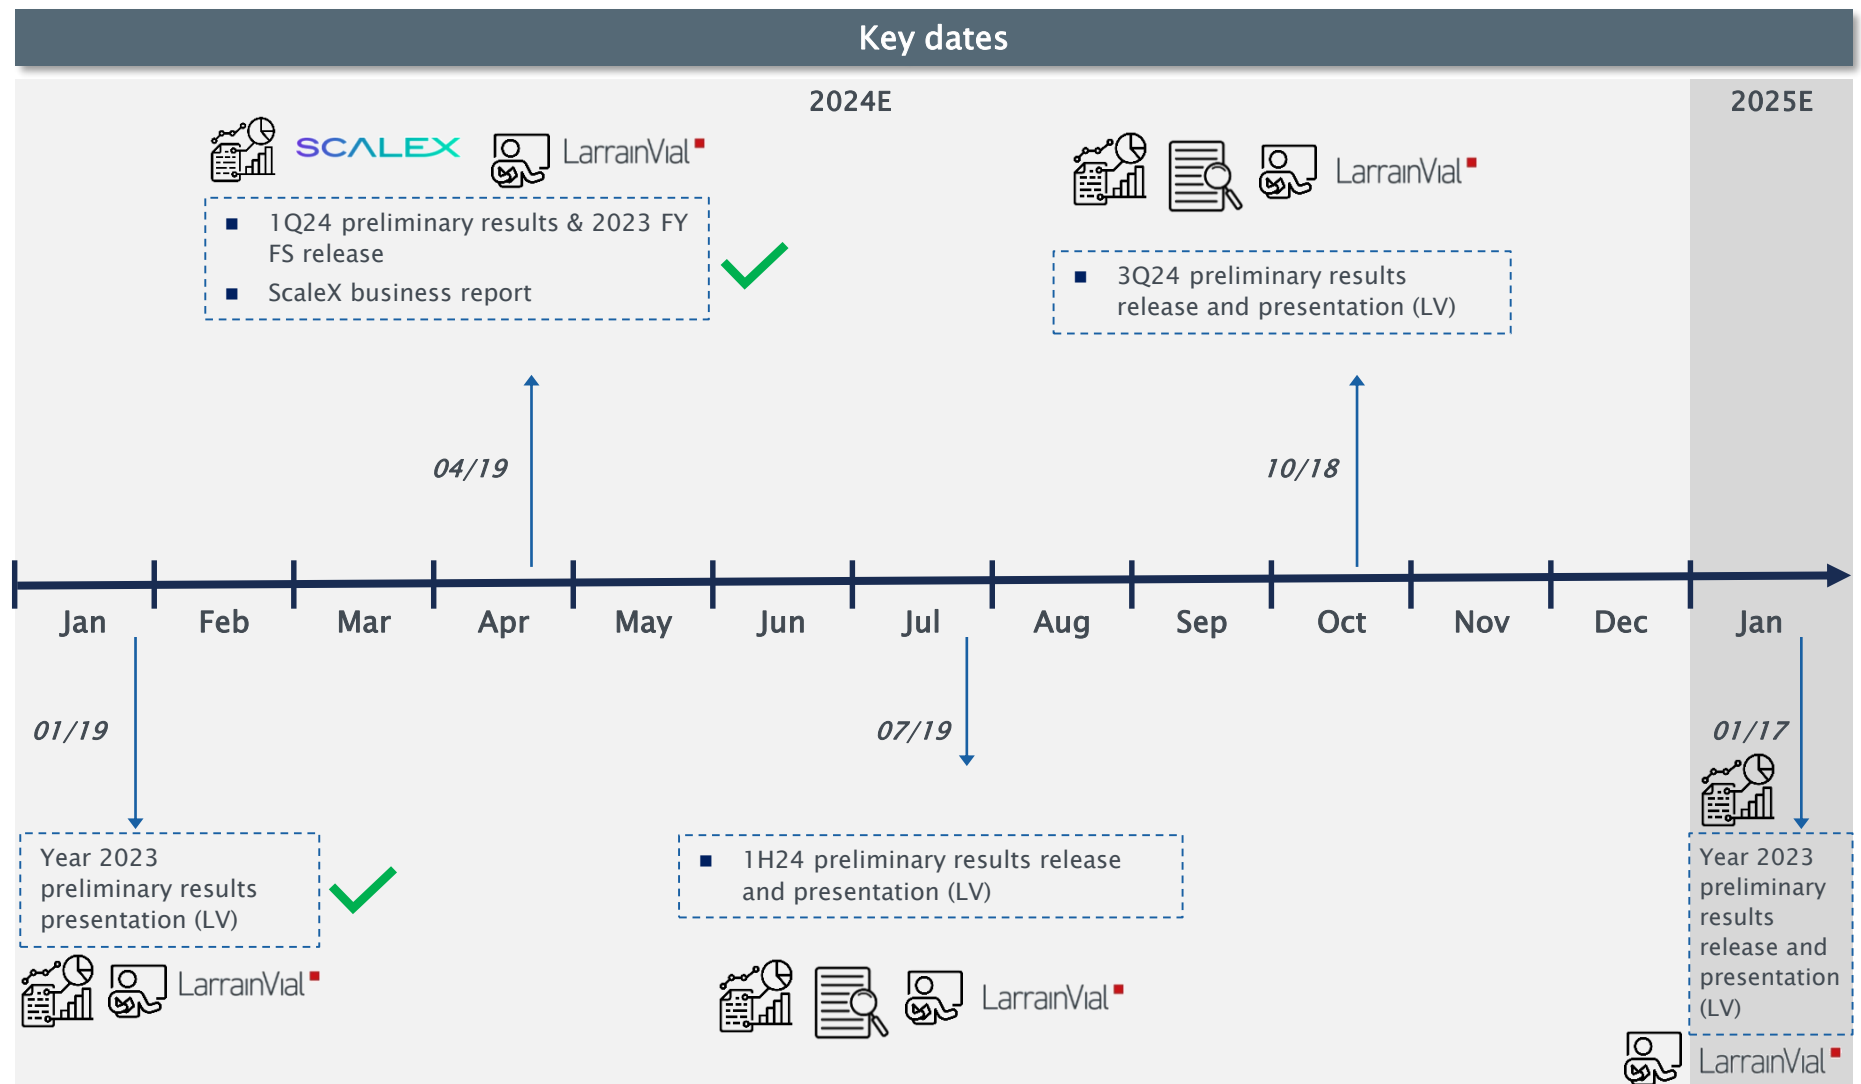 Key dates
2024E
2025E
SCALEX
LarrainVial
LarrainVial
1Q24 preliminary results & 2023 FY
FS release
ScaleX business report
3Q24 preliminary results
release and presentation (LV)
04/19
10/18
Jan
Feb
Mar
Apr
May
Jun
Jul
Aug
Sep
Oct
Nov
Dec
Jan
01/19
07/19
01/17
Year 2023
preliminary results
presentation (LV)
LarrainVial
1H24 preliminary results release
and presentation (LV)
LarrainVial
Year 2023
preliminary
results
release and
presentation
(LV)
LarrainVial